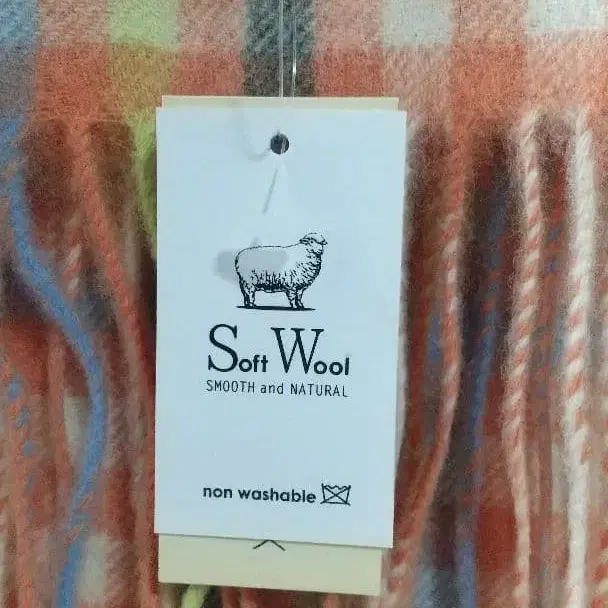 Soft Wool
SMOOTH and NATURAL
non washable